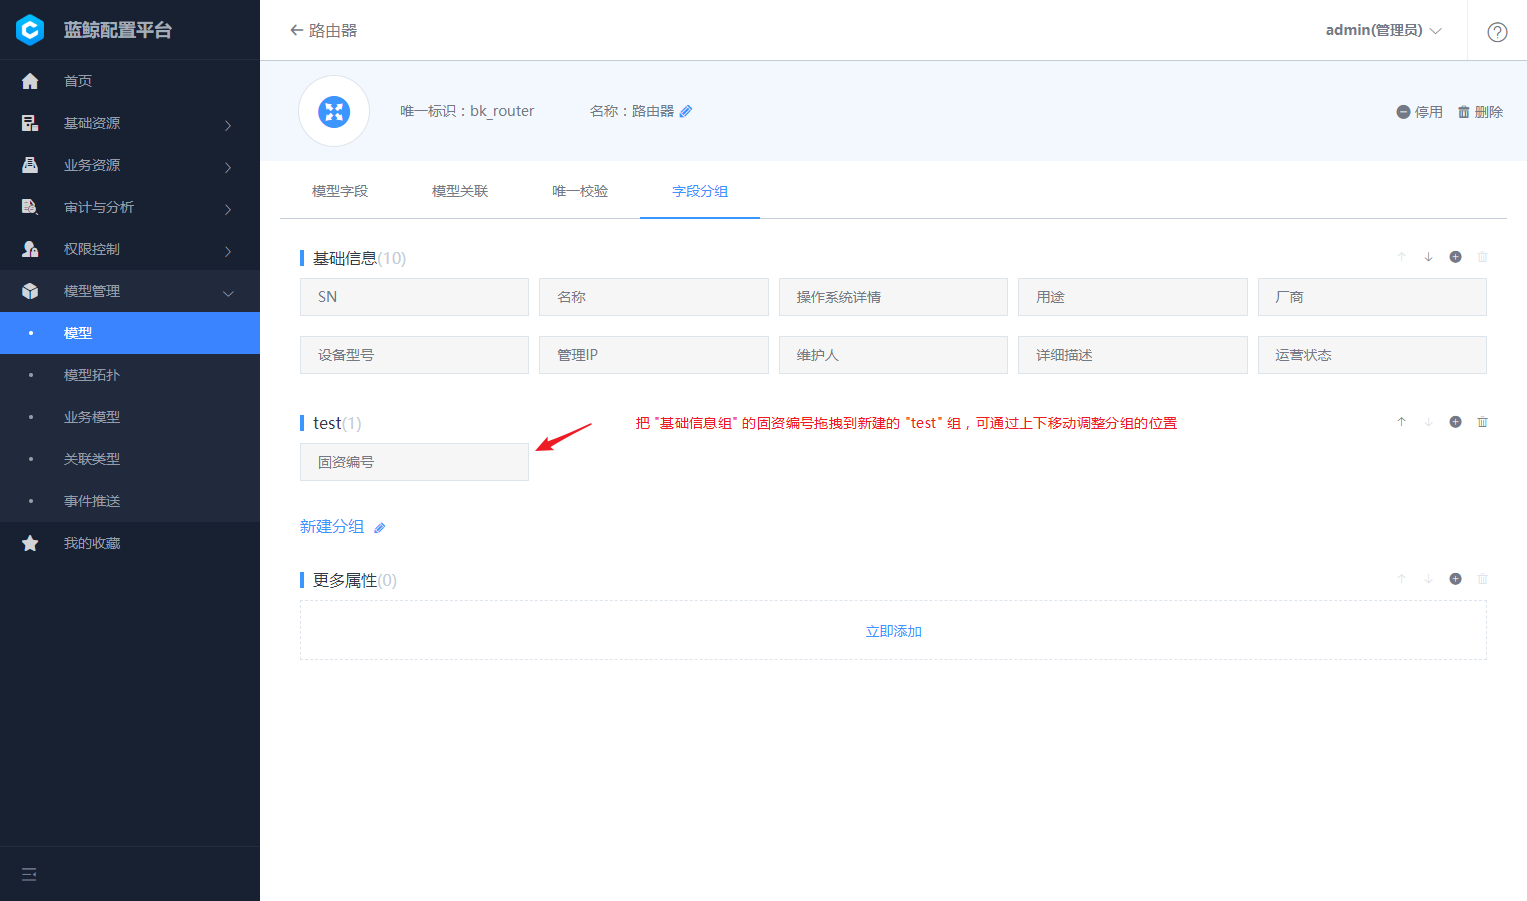 蓝鲸配置平台
首页
基础资源
业务资源
审计与分析
权限控制
模型管理
模型
模型拓扑
业务模型
关联类型
事件推送
我的收藏
路由器
admin(管理员)
唯一标识：bk_router
名称：路由器
停用
删除
模型字段
模型关联
唯一校验
字段分组
基础信息(10)
SN
名称
操作系统详情
用途
厂商
设备型号
管理IP
维护人
详细描述
运营状态
test(1)
把 "基础信息组" 的固资编号拖拽到新建的 "test" 组，可通过上下移动调整分组的位置
固资编号
新建分组
更多属性(0)
立即添加